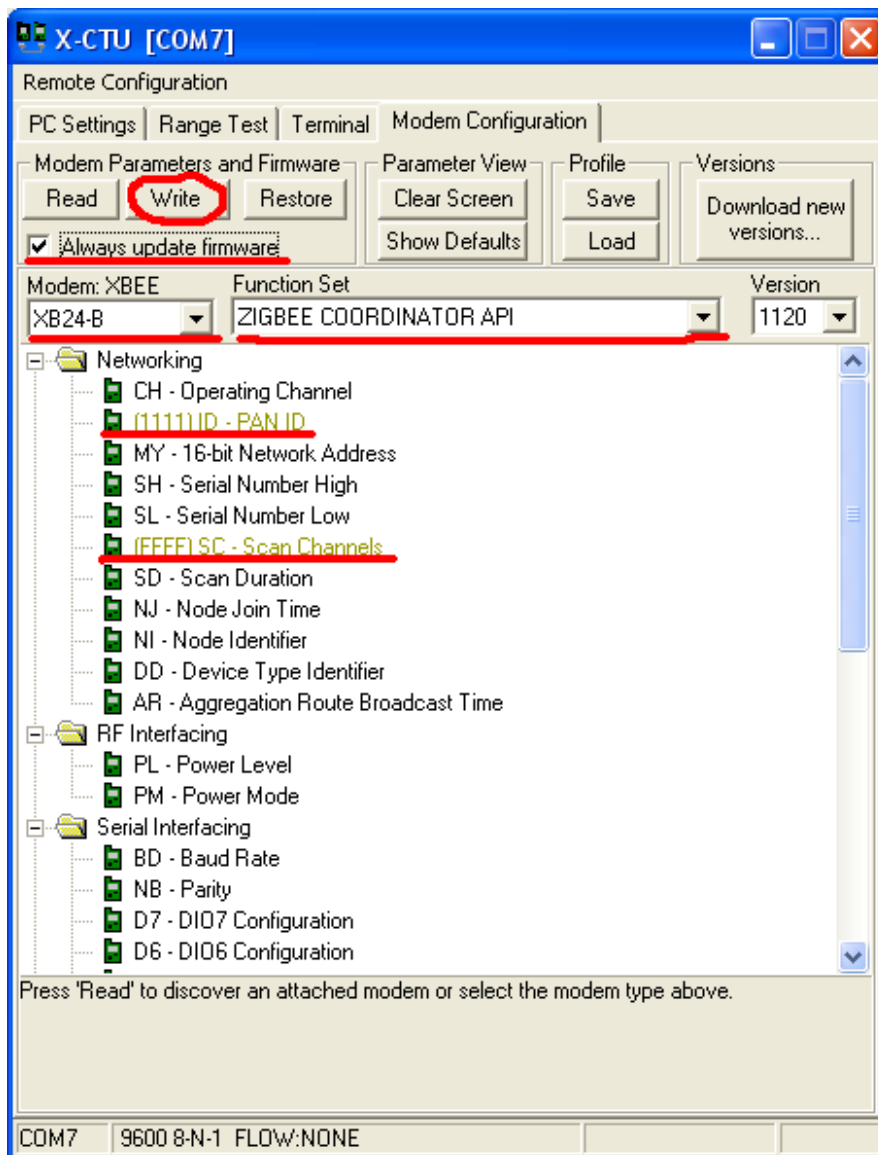 X-CTU [COM7]
Remote Configuration
PC Settings Range Test Terminal Modem Configuration
Modem Parameters and Firmware Parameter View Profile Versions
Read Write Restore Clear Screen Save Download new versions...
Always update firmware Show Defaults Load
Modem: XBEE Function Set Version
XB24-B ZIGBEE COORDINATOR API 1120
Networking
CH - Operating Channel
(1111) ID - PAN ID
MY - 16-bit Network Address
SH - Serial Number High
SL - Serial Number Low
(FFFF) SC - Scan Channels
SD - Scan Duration
NJ - Node Join Time
NI - Node Identifier
DD - Device Type Identifier
AR - Aggregation Route Broadcast Time
RF Interfacing
PL - Power Level
PM - Power Mode
Serial Interfacing
BD - Baud Rate
NB - Parity
D7 - DIO7 Configuration
D6 - DIO6 Configuration
Press 'Read' to discover an attached modem or select the modem type above.
COM7 9600 8-N-1 FLOW:NONE